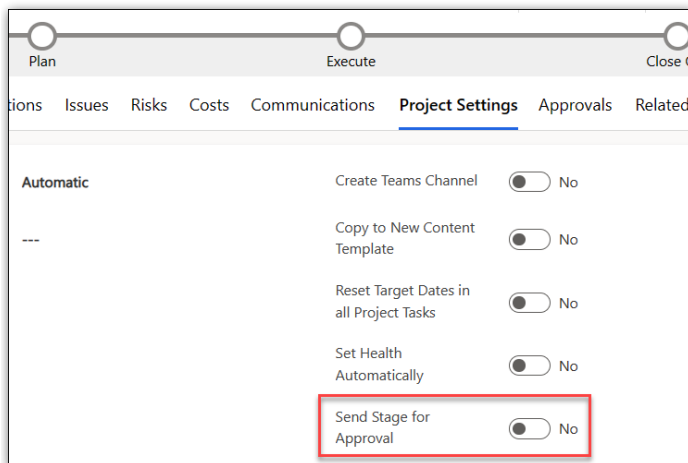 Plan Execute Close
Issues Risks Costs Communications Project Settings Approvals Related
Automatic Create Teams Channel No
--- Copy to New Content
Template No
Reset Target Dates in
all Project Tasks No
Set Health
Automatically No
Send Stage for
Approval No